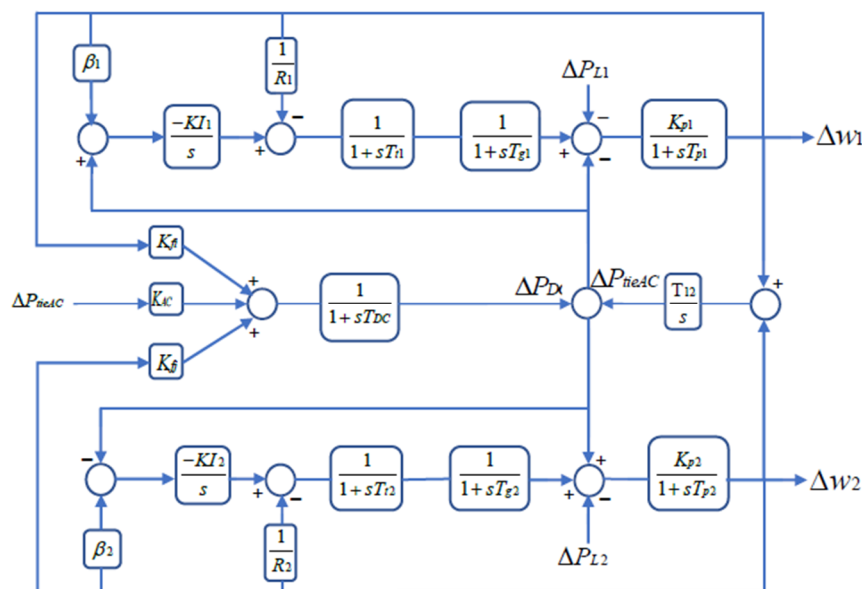 β1
1
R1
ΔPL1
−KI1
s
1
1+sTt1
1
1+sTg1
Kp1
1+sTp1
Δw1
+
−
+
−
+
−
Kfi
ΔPtieAC
KAC
+
+
1
1+sTDC
ΔPDC
ΔPtieAC
T12
s
+
+
Kfj
−
−KI2
s
+
−
1
1+sTt2
1
1+sTg2
+
+
−
Kp2
1+sTp2
Δw2
β2
1
R2
ΔPL2